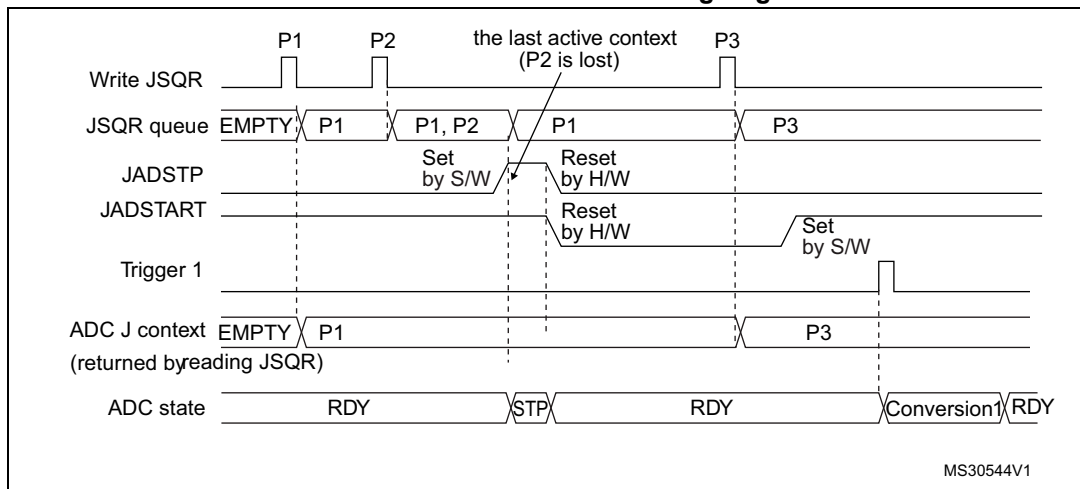 P1 P2 the last active context P3
(P2 is lost)
Write JSQR
JSQR queue EMPTY P1 P1, P2 P1 P3
Set Reset
JADSTP by S/W by H/W
JADSTART Reset Set
by H/W by S/W
Trigger 1
ADC J context EMPTY P1 P3
(returned byreading JSQR)
ADC state RDY STP RDY Conversion1 RDY
MS30544V1